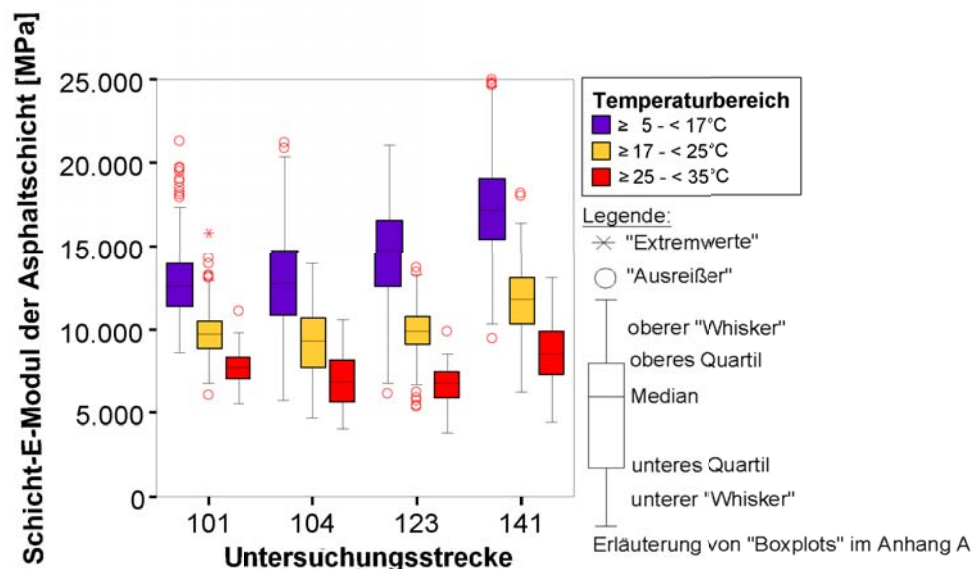 Schicht-E-Modul der Asphaltschicht [MPa]
25.000
20.000
15.000
10.000
5.000
0
101
104
123
141
Untersuchungsstrecke
Temperaturbereich
≥ 5 - < 17°C
≥ 17 - < 25°C
≥ 25 - < 35°C
Legende:
"Extremwerte"
"Ausreißer"
oberer "Whisker"
oberes Quartil
Median
unteres Quartil
unterer "Whisker"
Erläuterung von "Boxplots" im Anhang A